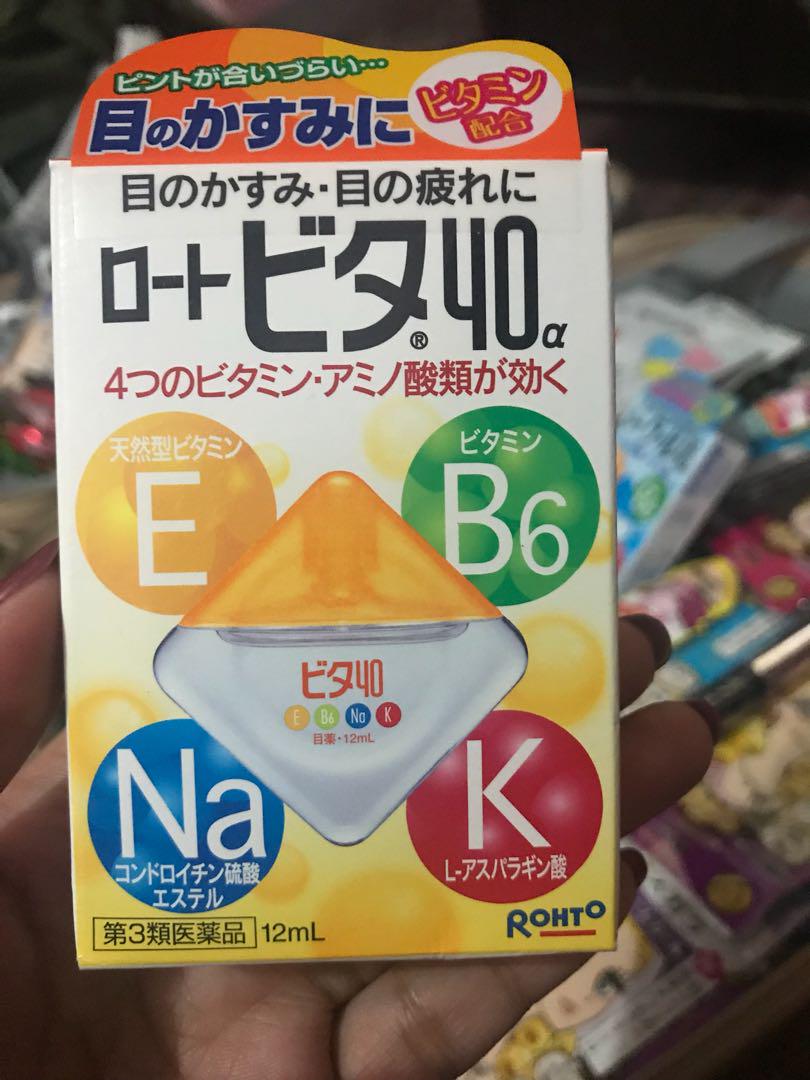 ピントが合いづらい…
目のかすみに
ビタミン
配合
目のかすみ・目の疲れに
ロートビタ®40α
4つのビタミン・アミノ酸類が効く
天然型ビタミン
E
ビタミン
B6
ビタ40
E B6 Na K
目薬・12mL
Na
コンドロイチン硫酸
エステル
K
L-アスパラギン酸
第3類医薬品 12mL
ROHTO